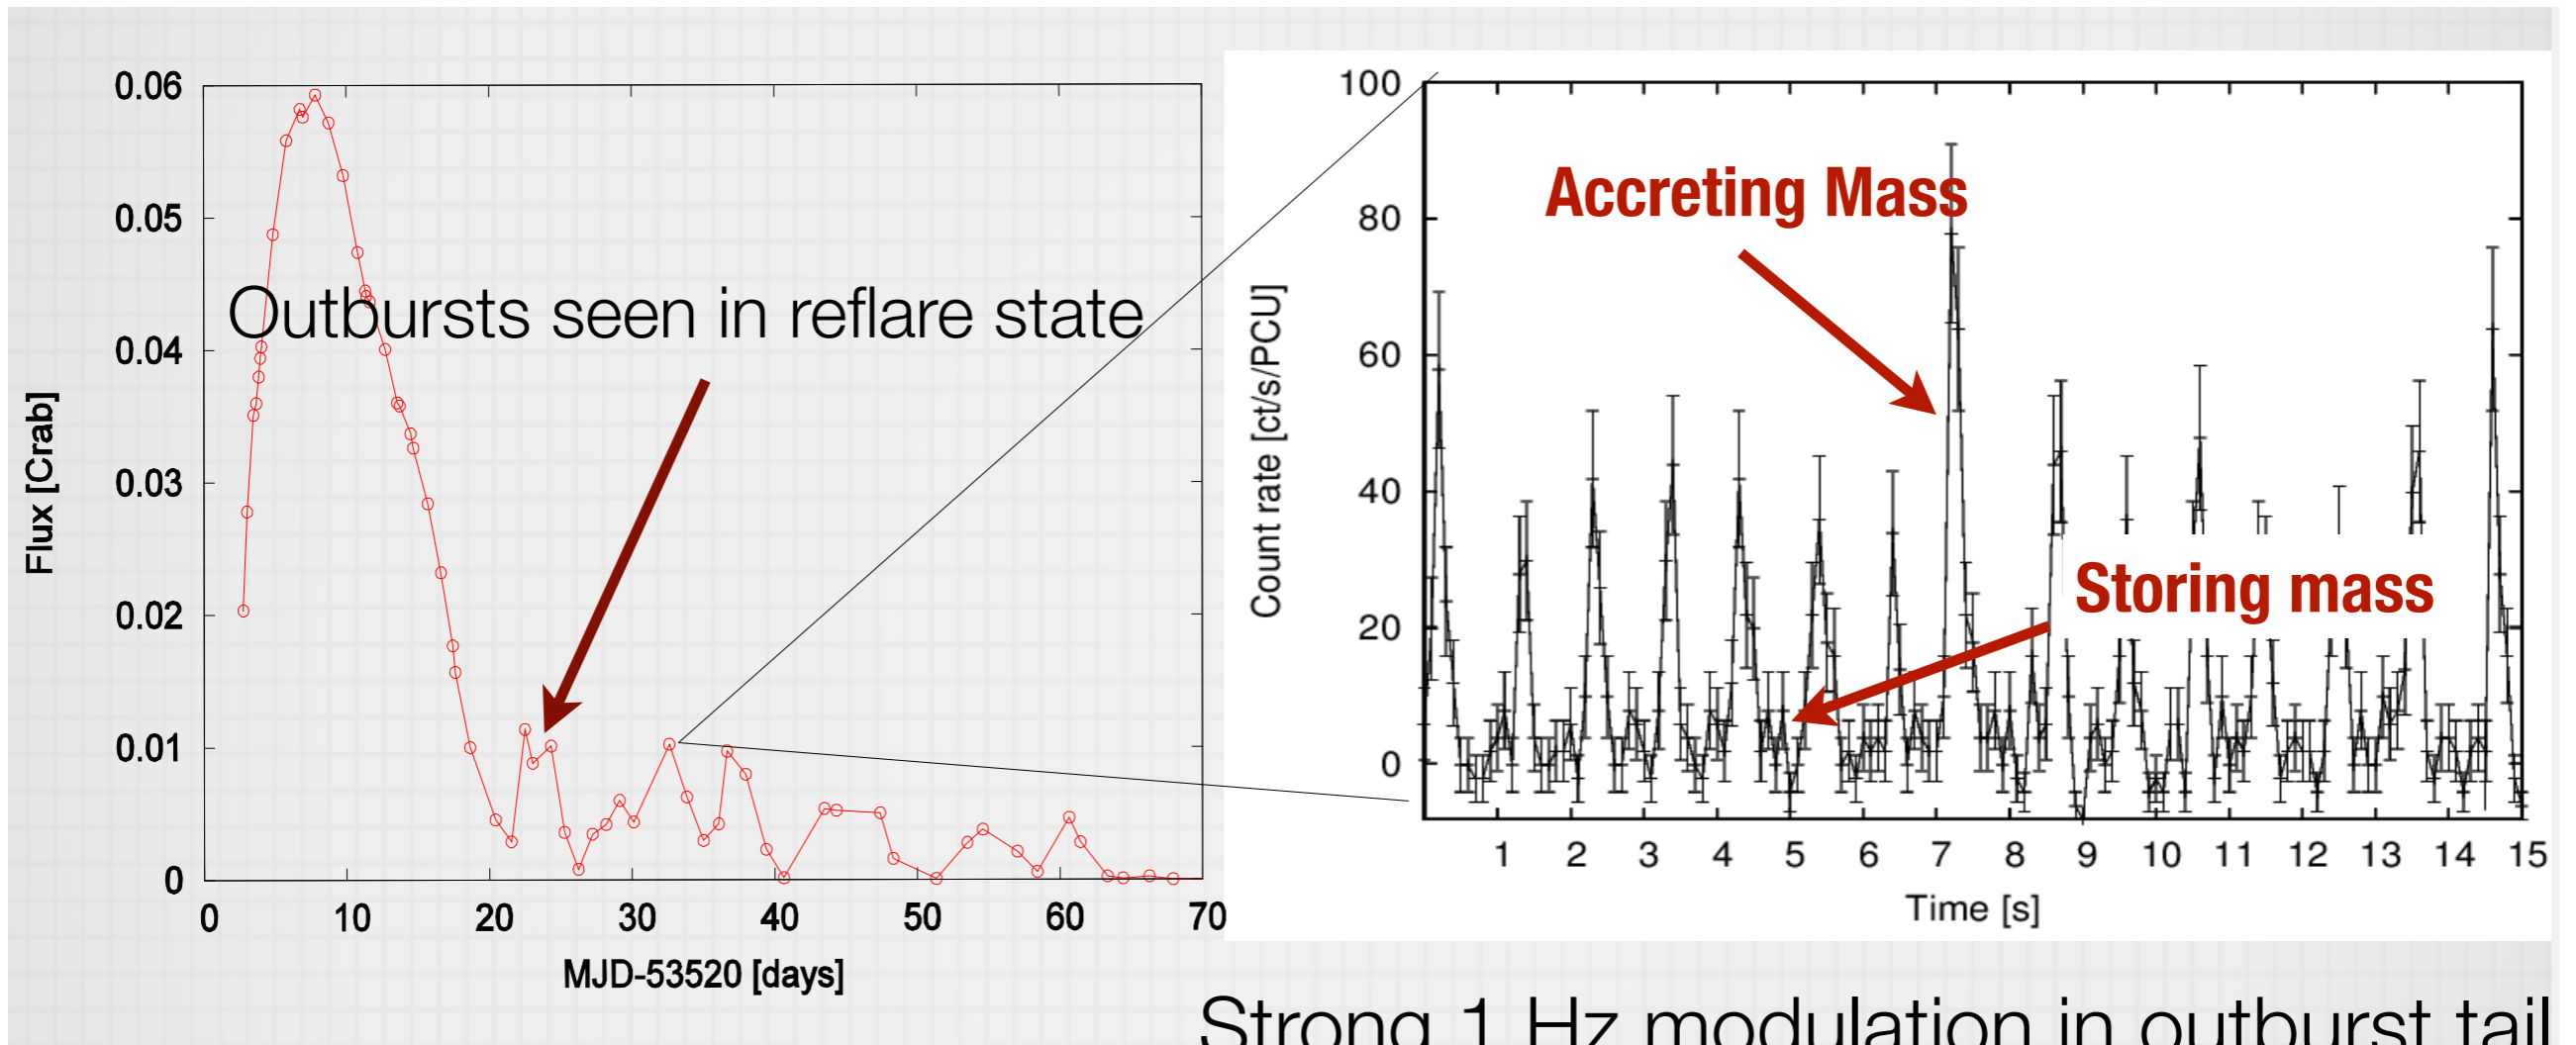 0.06
0.05
0.04
0.03
0.02
0.01
0
Flux [Crab]
0 10 20 30 40 50 60 70
MJD-53520 [days]
Outbursts seen in reflare state
100
80
60
40
20
0
Count rate [ct/s/PCU]
1 2 3 4 5 6 7 8 9 10 11 12 13 14 15
Time [s]
Accreting Mass
Storing mass
Strong 1 Hz modulation in outburst tail